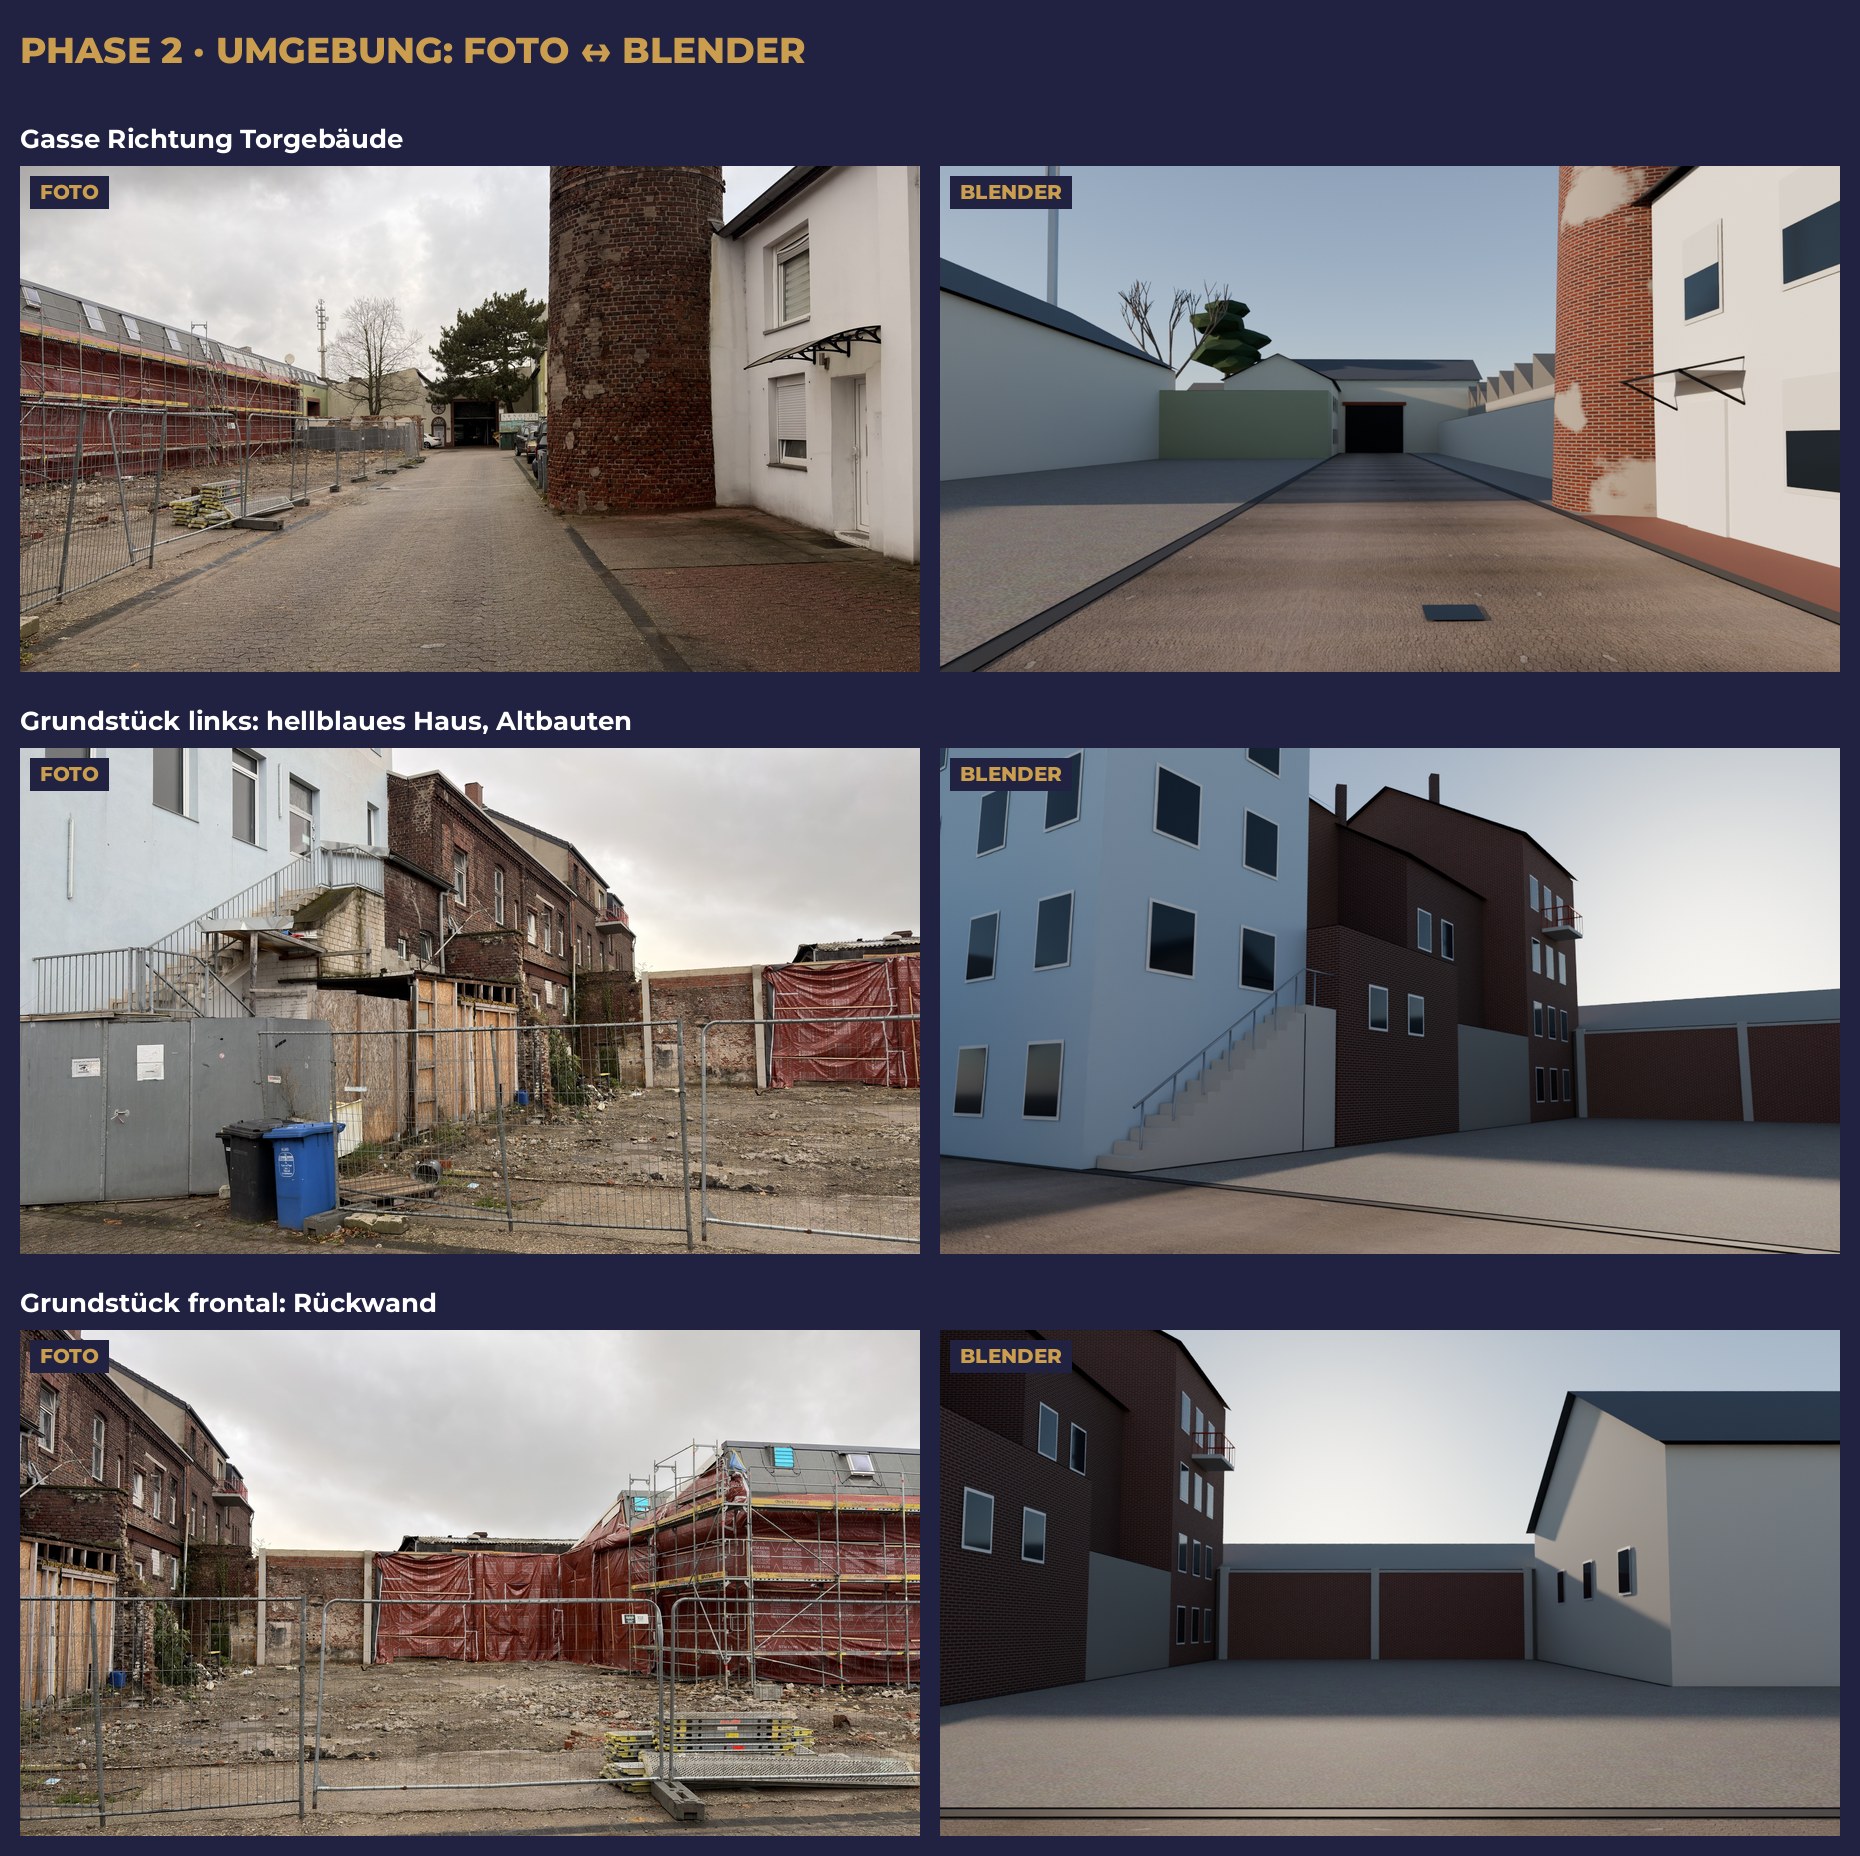 PHASE 2 · UMGEBUNG: FOTO ↔ BLENDER
Gasse Richtung Torgebäude
FOTO
BLENDER
Grundstück links: hellblaues Haus, Altbauten
FOTO
BLENDER
Grundstück frontal: Rückwand
FOTO
BLENDER